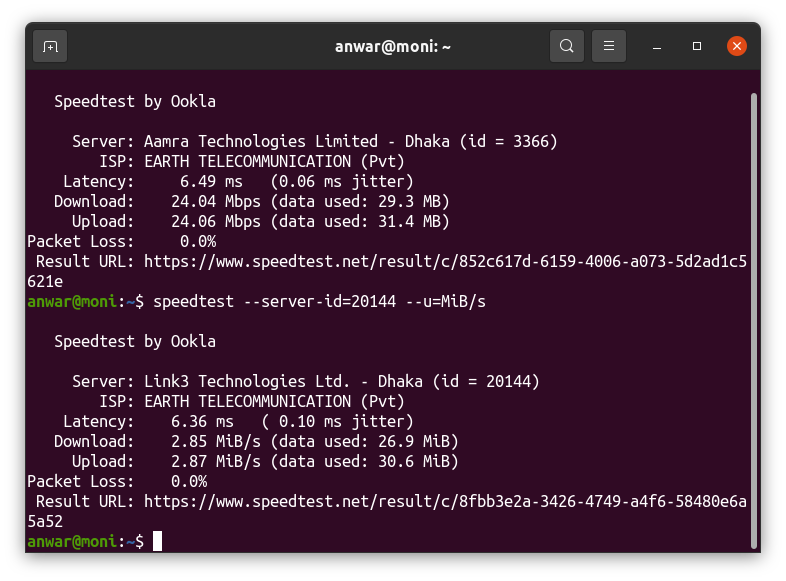 anwar@moni: ~
Speedtest by Ookla
Server: Aamra Technologies Limited - Dhaka (id = 3366)
ISP: EARTH TELECOMMUNICATION (Pvt)
Latency: 6.49 ms (0.06 ms jitter)
Download: 24.04 Mbps (data used: 29.3 MB)
Upload: 24.06 Mbps (data used: 31.4 MB)
Packet Loss: 0.0%
Result URL: https://www.speedtest.net/result/c/852c617d-6159-4006-a073-5d2ad1c5
621e
anwar@moni:~$ speedtest --server-id=20144 --u=MiB/s
Speedtest by Ookla
Server: Link3 Technologies Ltd. - Dhaka (id = 20144)
ISP: EARTH TELECOMMUNICATION (Pvt)
Latency: 6.36 ms ( 0.10 ms jitter)
Download: 2.85 MiB/s (data used: 26.9 MiB)
Upload: 2.87 MiB/s (data used: 30.6 MiB)
Packet Loss: 0.0%
Result URL: https://www.speedtest.net/result/c/8fbb3e2a-3426-4749-a4f6-58480e6a
5a52
anwar@moni:~$